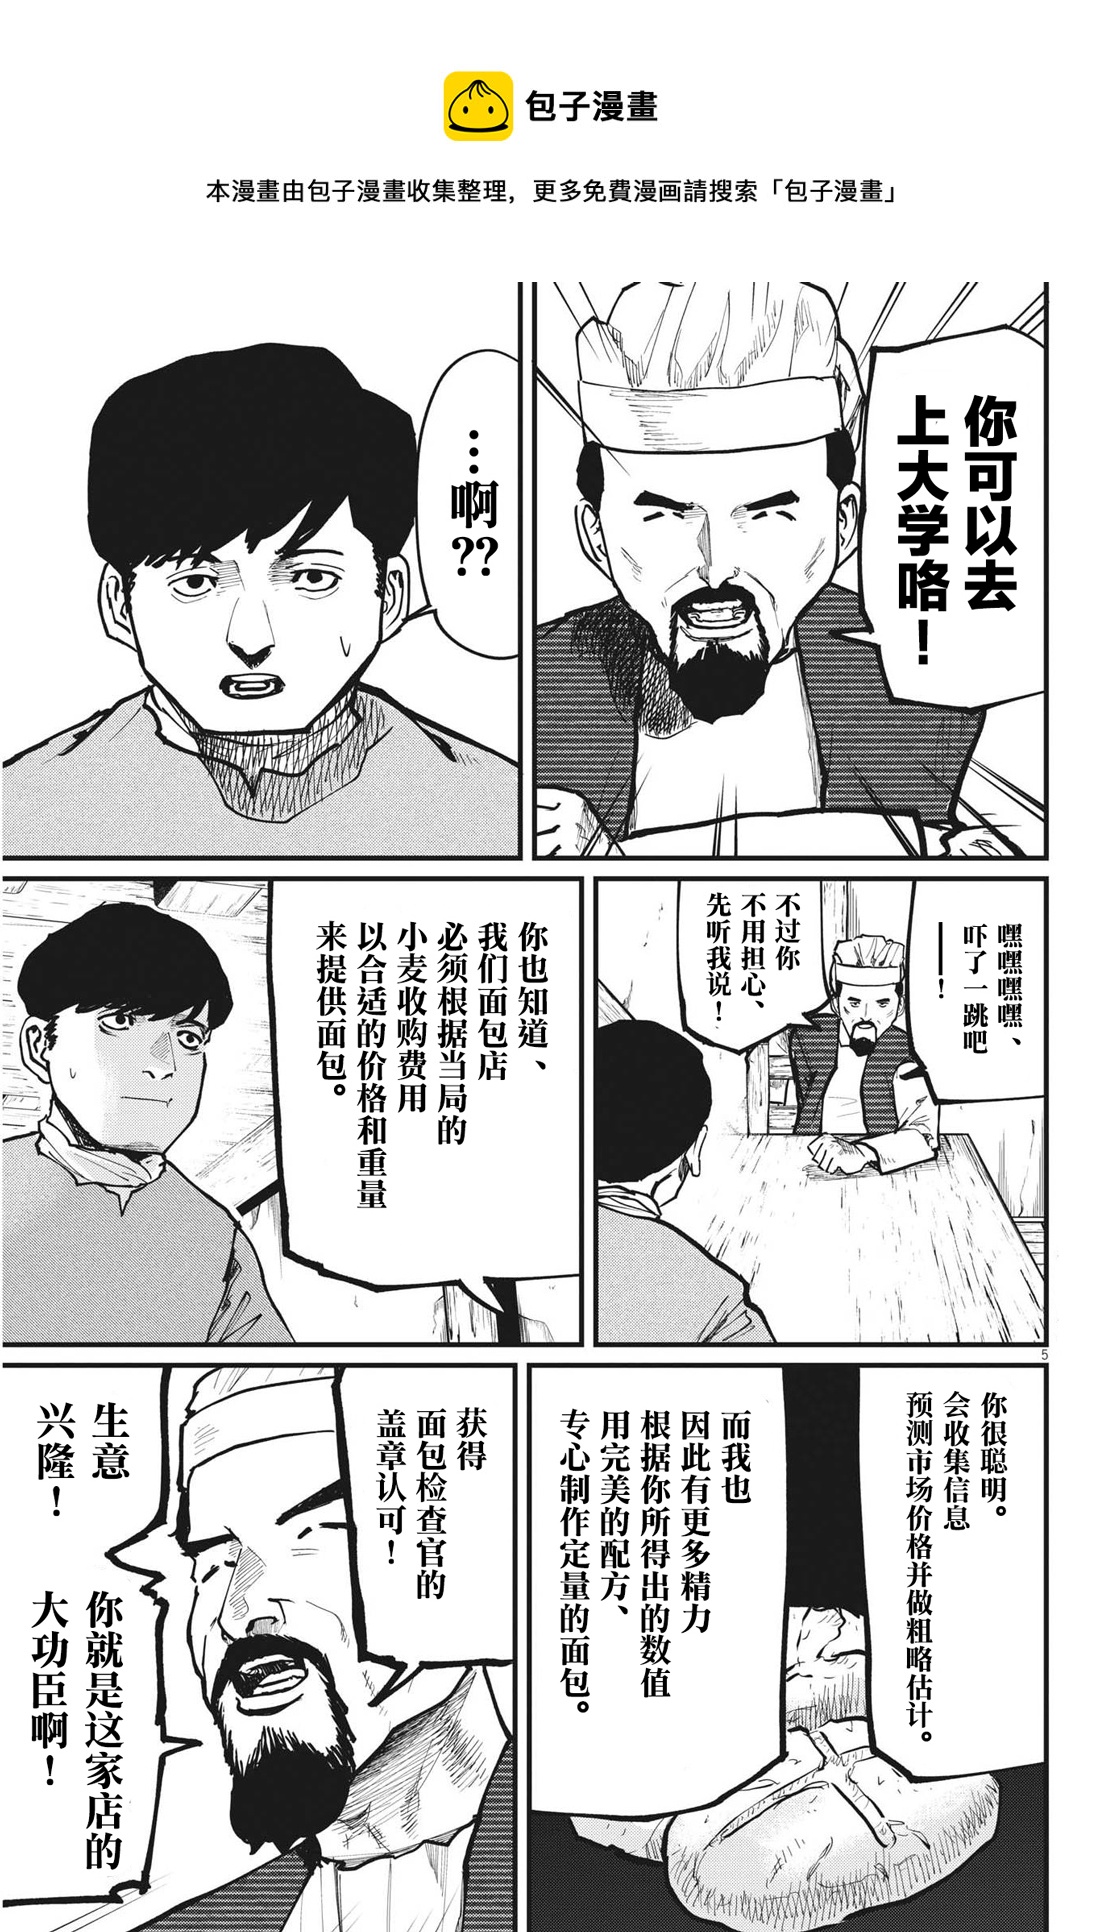 包子漫畫
本漫畫由包子漫畫收集整理，更多免費漫画請搜索「包子漫畫」
你可以去
上大学咯！
…啊??
嘿嘿嘿嘿、
吓了一跳吧
——！
不过你
不用担心、
先听我说！
你也知道、
我们面包店
必须根据当局的
小麦收购费用
以合适的价格和重量
来提供面包。
5
你很聪明。
会收集信息
预测市场价格并做粗略估计。
而我也
因此有更多精力
根据你所得出的数值
用完美的配方、
专心制作定量的面包。
获得
面包检查官的
盖章认可！
生意
兴隆！
你就是这家店的
大功臣啊！